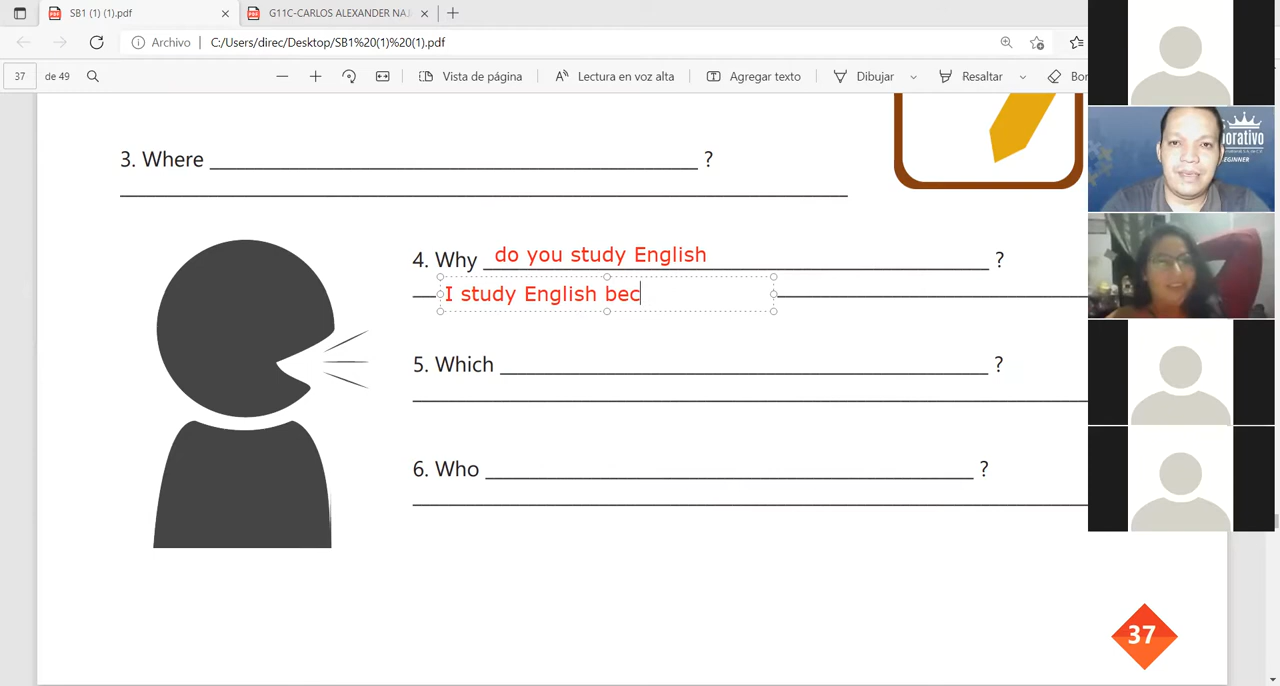 SB1 (1) (1).pdf
G11C-CARLOS ALEXANDER NA
Archivo
C:/Users/direc/Desktop/SB1%20(1)%20(1).pdf
37 de 49
Vista de página
Lectura en voz alta
Agregar texto
Dibujar
Resaltar
Bor
orativo
EGINNER
3. Where ?
4. Why do you study English ?
I study English bec
5. Which ?
6. Who ?
37